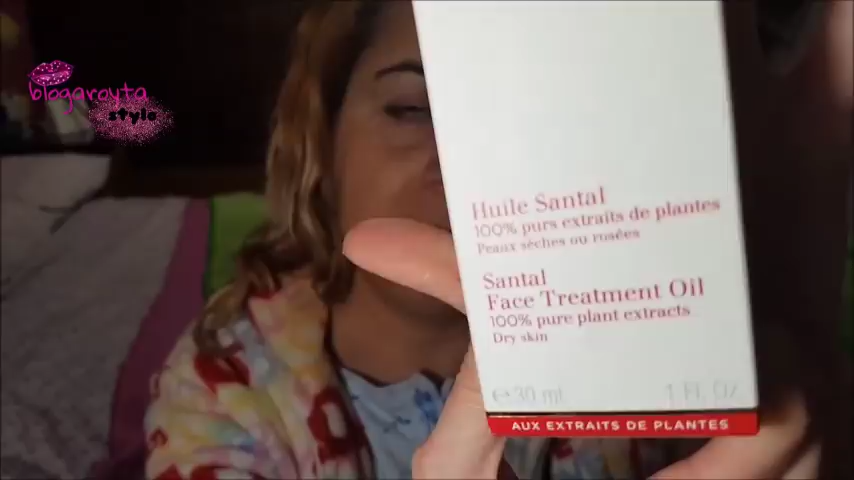 blogaroyta
style
Huile Santal
100% purs extraits de plantes
Peaux sèches ou rosées
Santal
Face Treatment Oil
100% pure plant extracts
Dry skin
℮ 30 ml 1 FL OZ
AUX EXTRAITS DE PLANTES